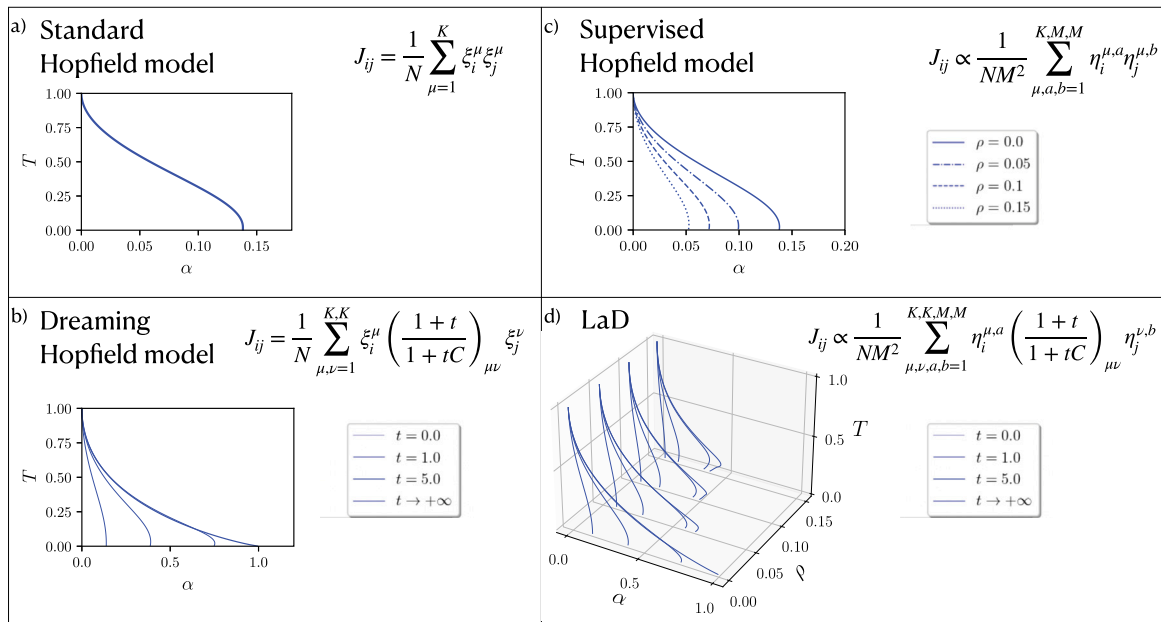 a) Standard
Hopfield model
J_{ij} = \frac{1}{N} \sum_{\mu=1}^{K} \xi_i^{\mu} \xi_j^{\mu}
1.00
0.75
0.50
0.25
0.00
T
0.00 0.05 0.10 0.15
α
c) Supervised
Hopfield model
J_{ij} \propto \frac{1}{NM^2} \sum_{\mu,a,b=1}^{K,M,M} \eta_i^{\mu,a} \eta_j^{\mu,b}
1.00
0.75
0.50
0.25
0.00
T
0.00 0.05 0.10 0.15 0.20
α
ρ = 0.0
ρ = 0.05
ρ = 0.1
ρ = 0.15
b) Dreaming
Hopfield model
J_{ij} = \frac{1}{N} \sum_{\mu,\nu=1}^{K,K} \xi_i^{\mu} \left( \frac{1+t}{1+tC} \right)_{\mu\nu} \xi_j^{\nu}
1.00
0.75
0.50
0.25
0.00
T
0.0 0.5 1.0
α
t = 0.0
t = 1.0
t = 5.0
t → +∞
d) LaD
J_{ij} \propto \frac{1}{NM^2} \sum_{\mu,\nu,a,b=1}^{K,K,M,M} \eta_i^{\mu,a} \left( \frac{1+t}{1+tC} \right)_{\mu\nu} \eta_j^{\nu,b}
1.0
0.5
0.0
T
0.15
0.10
0.05
0.00
ρ
0.0
0.5
1.0
α
t = 0.0
t = 1.0
t = 5.0
t → +∞